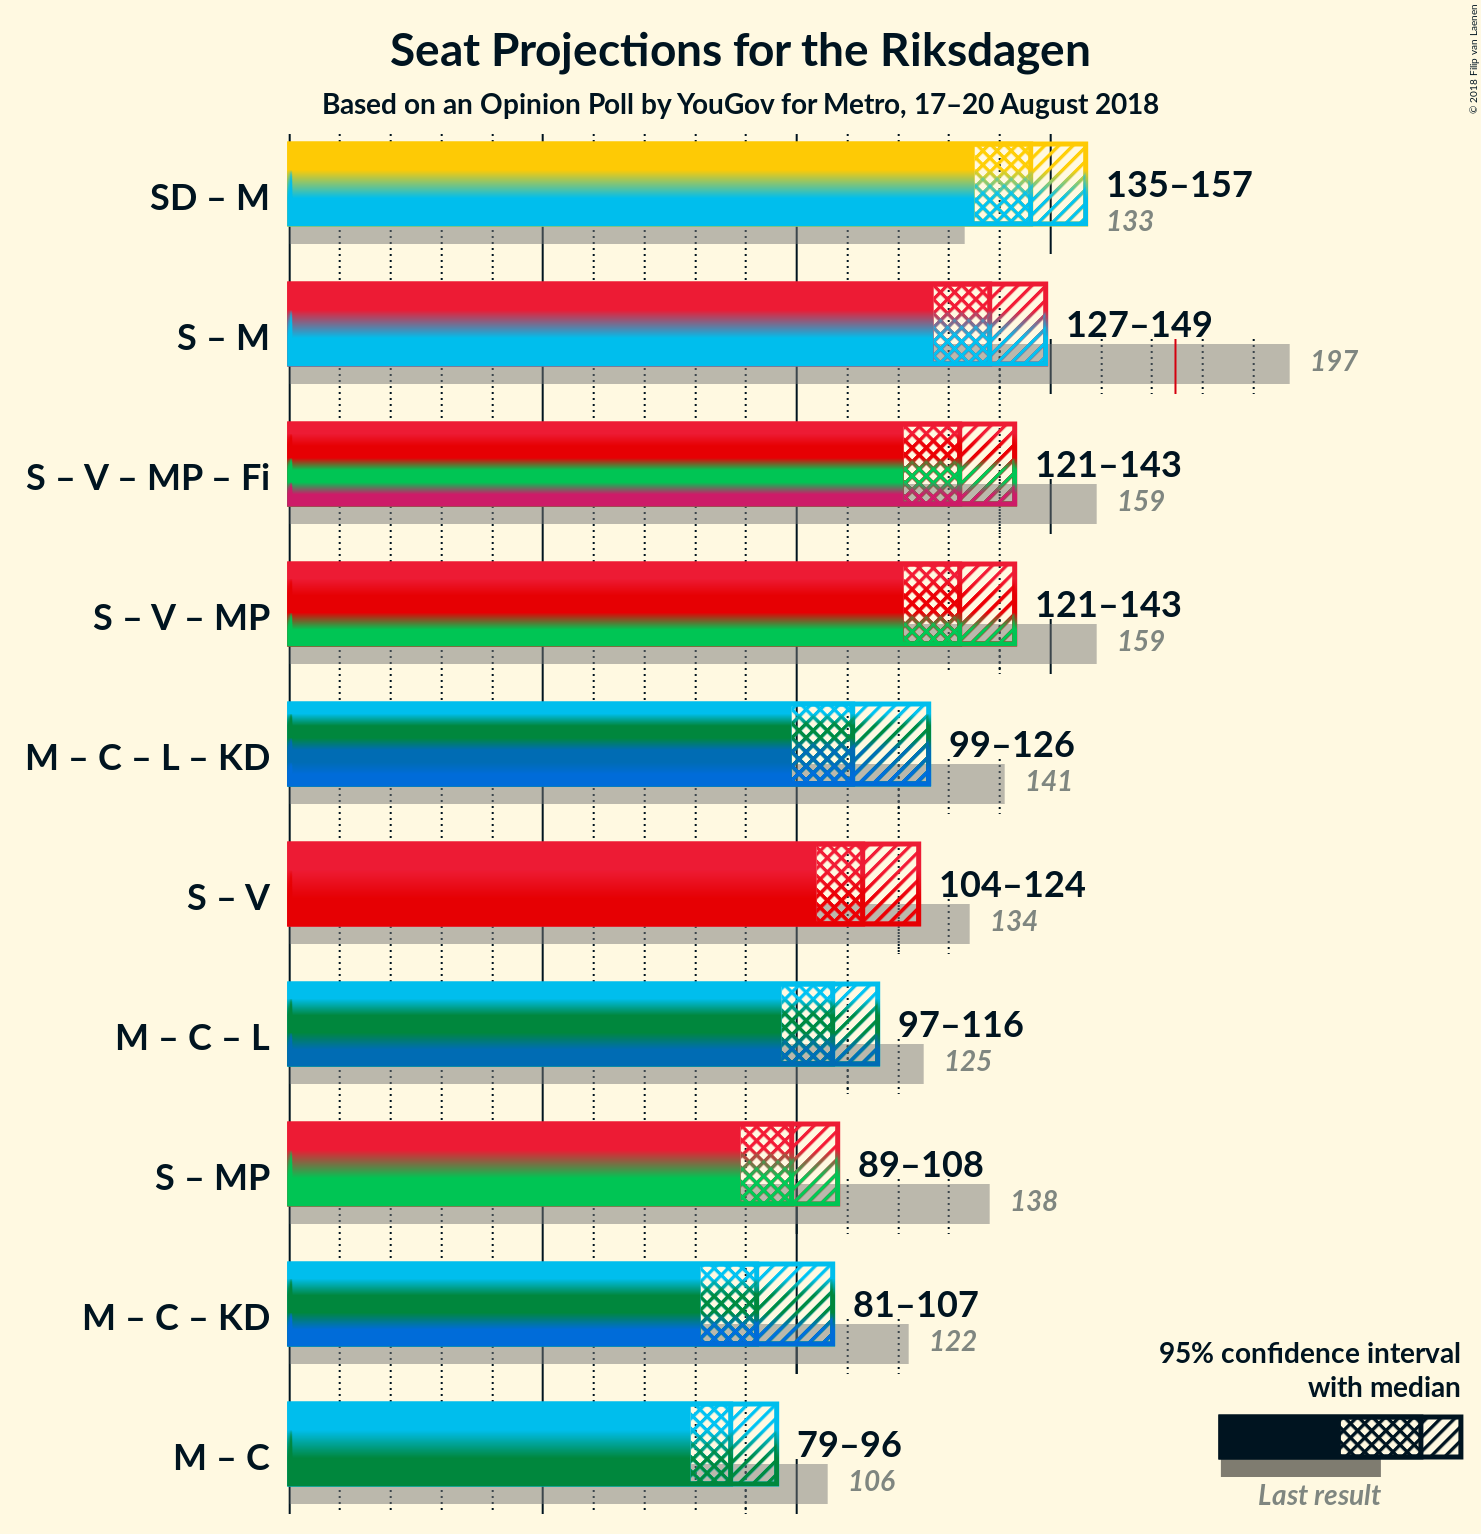 Seat Projections for the Riksdagen
Based on an Opinion Poll by YouGov for Metro, 17–20 August 2018
© 2018 Filip van Laenen
SD – M
135–157
133
S – M
127–149
197
S – V – MP – Fi
121–143
159
S – V – MP
121–143
159
M – C – L – KD
99–126
141
S – V
104–124
134
M – C – L
97–116
125
S – MP
89–108
138
M – C – KD
81–107
122
M – C
79–96
106
95% confidence interval
with median
Last result